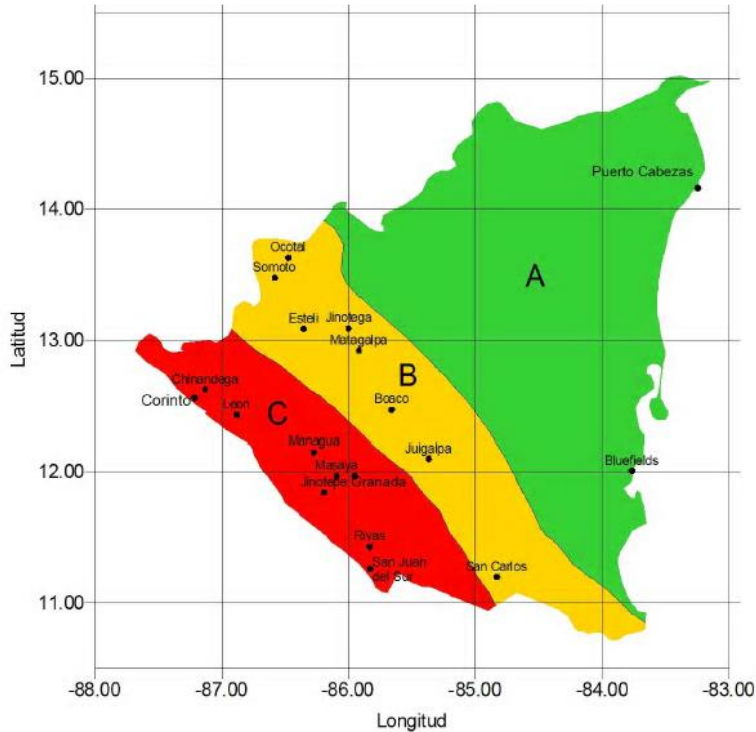 15.00
Puerto Cabezas
14.00
Ocotal
Somoto
A
13.00
Esteli
Jinotega
Matagalpa
B
Latitud
Chinandega
Corinto
Leon
C
Bosco
Managua
Juigalpa
12.00
Masaya
Bluefields
Jinotepe Granada
Rivas
San Juan
del Sur
San Carlos
11.00
-88.00 -87.00 -86.00 -85.00 -84.00 -83.00
Longitud